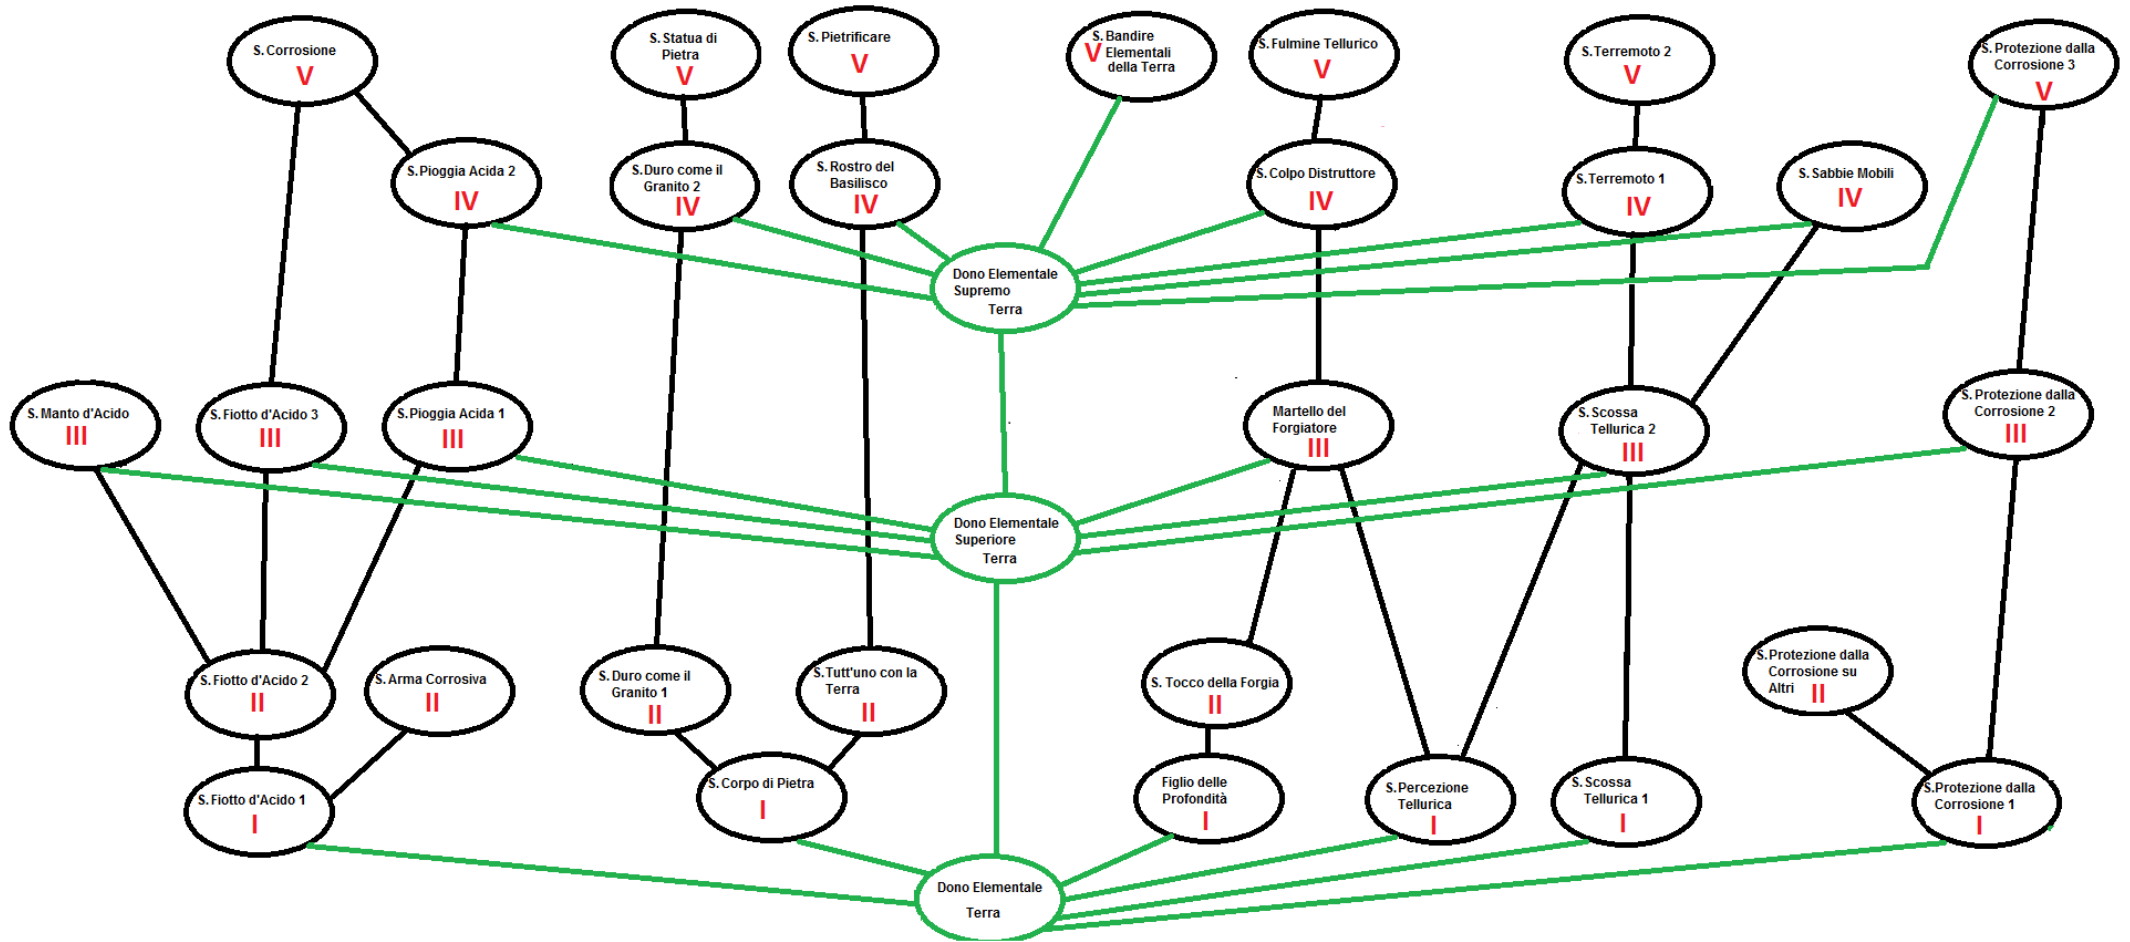 S. Corrosione
V
S. Statua di
Pietra
V
S. Pietrificare
V
S. Bandire
V Elementali
della Terra
S. Fulmine Tellurico
V
S. Terremoto 2
V
S. Protezione dalla
Corrosione 3
V
S. Pioggia Acida 2
IV
S. Duro come il
Granito 2
IV
S. Rostro del
Basilisco
IV
S. Colpo Distruttore
IV
S. Terremoto 1
IV
S. Sabbie Mobili
IV
Dono Elementale
Supremo
Terra
S. Manto d'Acido
III
S. Fiotto d'Acido 3
III
S. Pioggia Acida 1
III
Martello del
Forgiatore
III
S. Scossa
Tellurica 2
III
S. Protezione dalla
Corrosione 2
III
Dono Elementale
Superiore
Terra
S. Fiotto d'Acido 2
II
S. Arma Corrosiva
II
S. Duro come il
Granito 1
II
S. Tutt'uno con la
Terra
II
S. Tocco della Forgia
II
S. Protezione dalla
Corrosione su
Altri II
S. Fiotto d'Acido 1
I
S. Corpo di Pietra
I
Figlio delle
Profondità
I
S. Percezione
Tellurica
I
S. Scossa
Tellurica 1
I
S. Protezione dalla
Corrosione 1
I
Dono Elementale
Terra